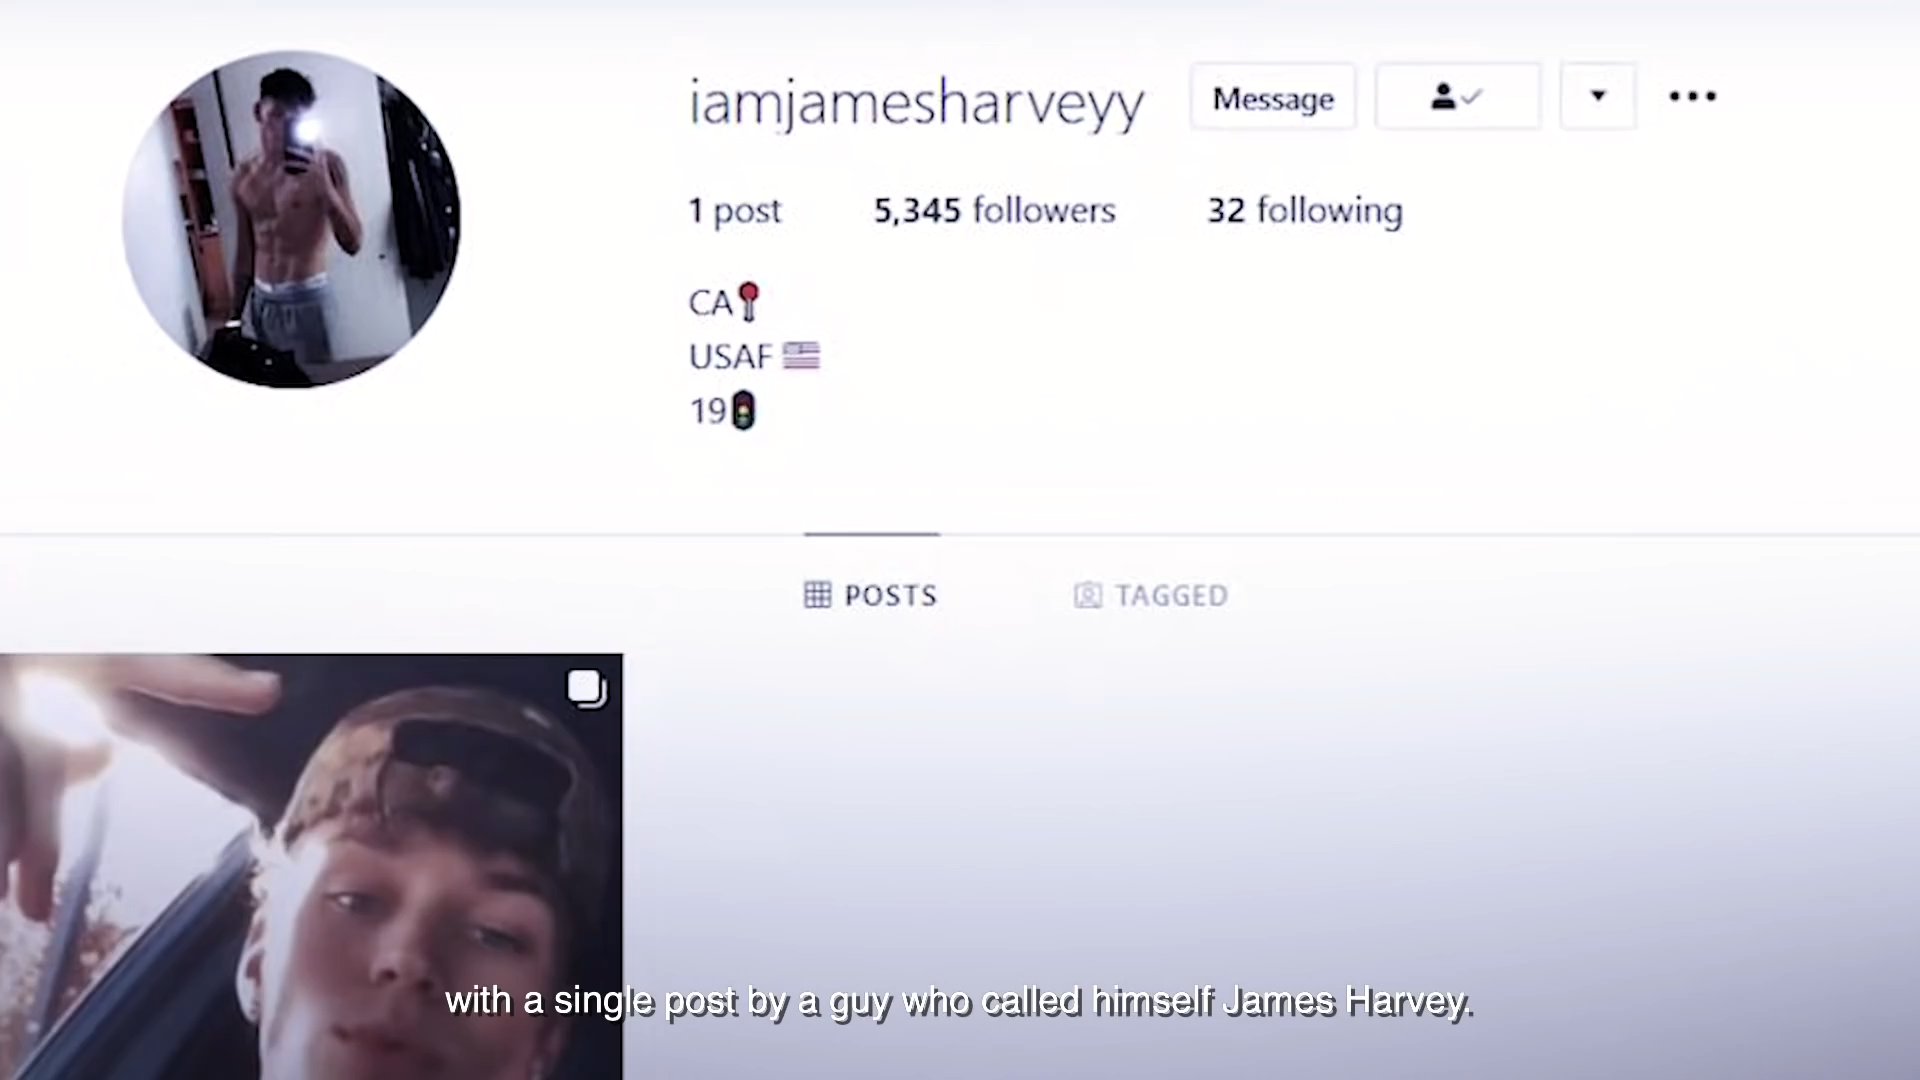 iamjamesharveyy Message
1 post 5,345 followers 32 following
CA
USAF
19
POSTS TAGGED
with a single post by a guy who called himself James Harvey.